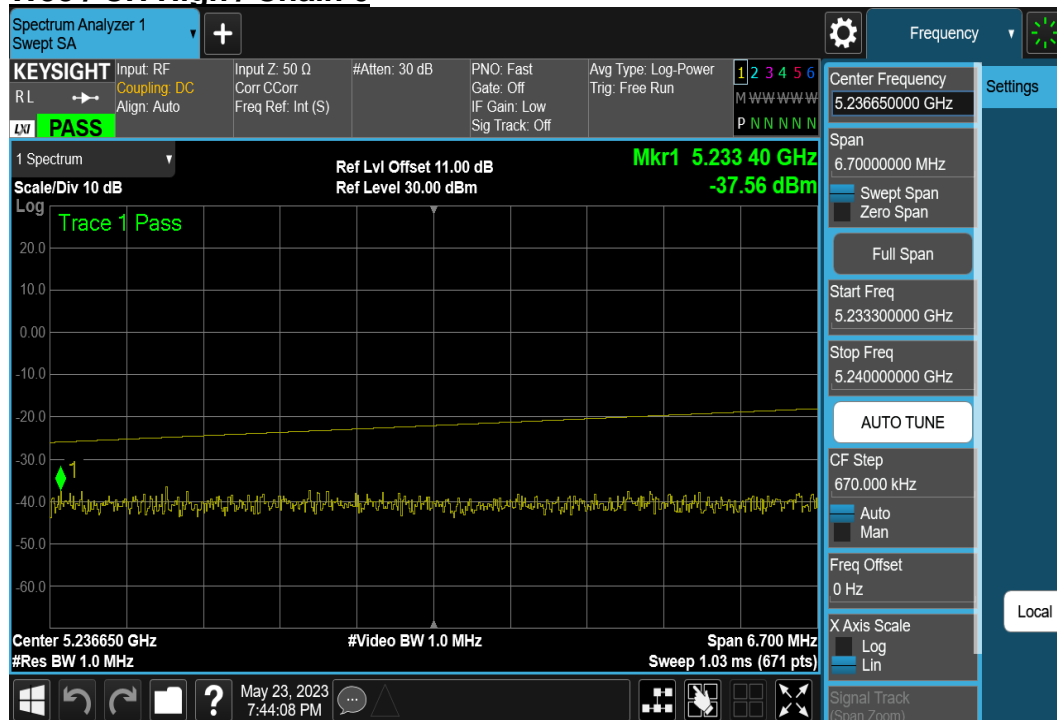 Spectrum Analyzer 1
Swept SA
Frequency
KEYSIGHT
RL
LXI PASS
Input: RF
Coupling: DC
Align: Auto
Input Z: 50 Ω
Corr CCorr
Freq Ref: Int (S)
#Atten: 30 dB
PNO: Fast
Gate: Off
IF Gain: Low
Sig Track: Off
Avg Type: Log-Power
Trig: Free Run
1 2 3 4 5 6
M W W W W W
P N N N N N
1 Spectrum
Scale/Div 10 dB
Ref Lvl Offset 11.00 dB
Ref Level 30.00 dBm
Mkr1 5.233 40 GHz
-37.56 dBm
Log
Trace 1 Pass
20.0
10.0
0.00
-10.0
-20.0
-30.0
1
-40.0
-50.0
-60.0
Center 5.236650 GHz
#Res BW 1.0 MHz
#Video BW 1.0 MHz
Span 6.700 MHz
Sweep 1.03 ms (671 pts)
Center Frequency
5.236650000 GHz
Span
6.70000000 MHz
Swept Span
Zero Span
Full Span
Start Freq
5.233300000 GHz
Stop Freq
5.240000000 GHz
AUTO TUNE
CF Step
670.000 kHz
Auto
Man
Freq Offset
0 Hz
X Axis Scale
Log
Lin
Signal Track
(Span Zoom)
Settings
Local
May 23, 2023
7:44:08 PM